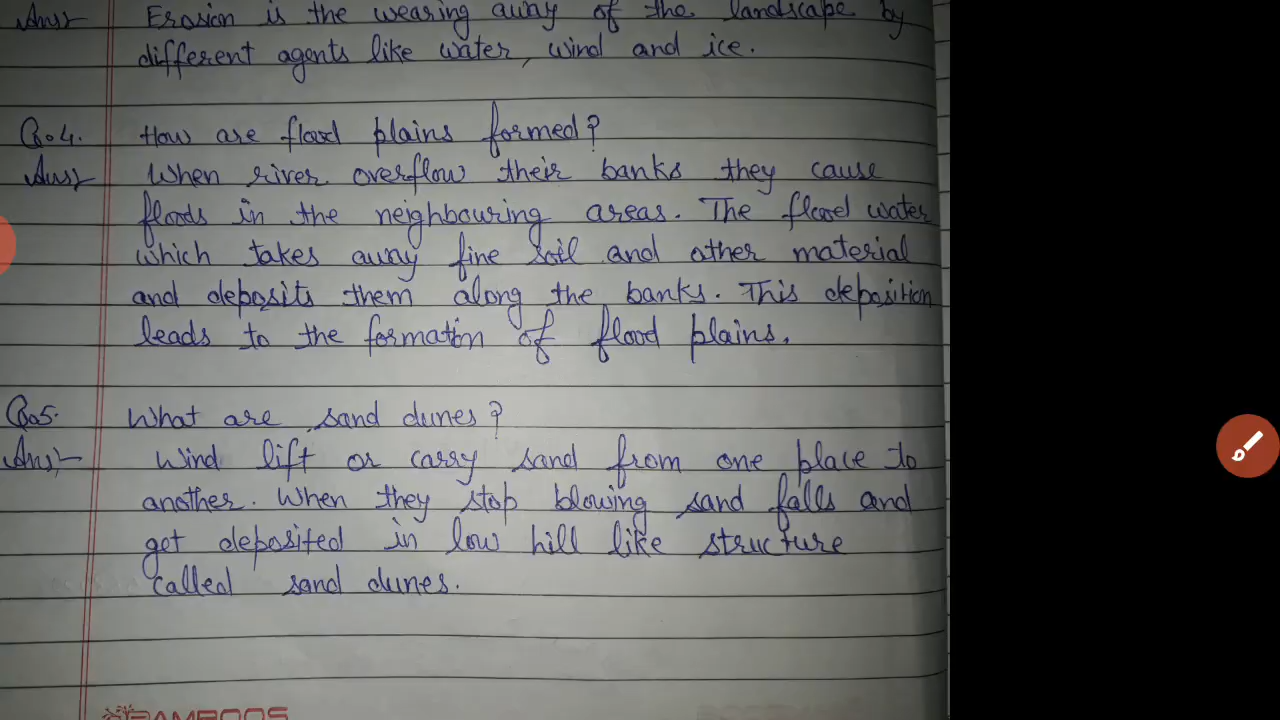 Ans:- Erosion is the wearing away of the landscape by
different agents like water, wind and ice.
Q.o4. How are flood plains formed?
Ans:- When river overflow their banks they cause
floods in the neighbouring areas. The flood water
which takes away fine soil and other material
and deposits them along the banks. This deposition
leads to the formation of flood plains.
Q.o5. What are sand dunes?
Ans:- Wind lift or carry sand from one place to
another. When they stop blowing sand falls and
get deposited in low hill like structure
called sand dunes.
BAMBOOS